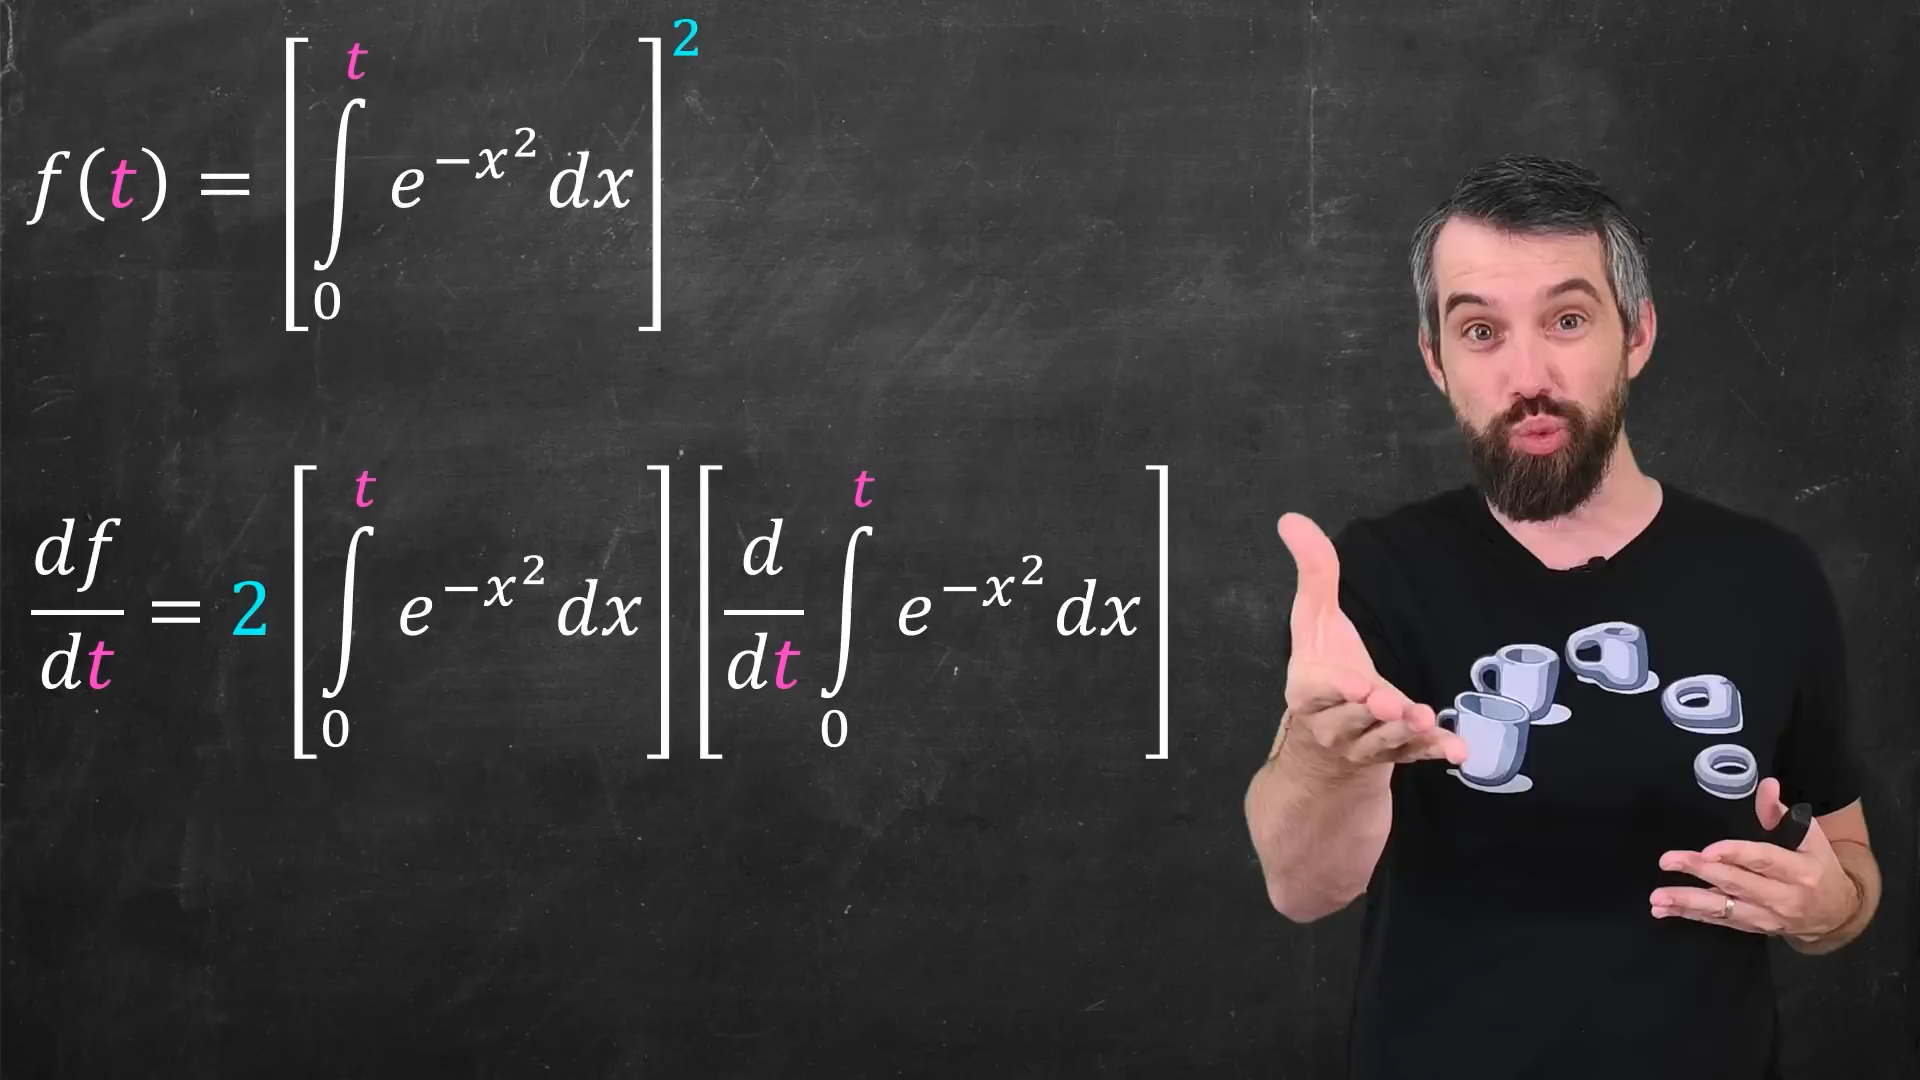 f(t) = [∫₀ᵗ e^{-x²} dx]²
df/dt = 2 [∫₀ᵗ e^{-x²} dx] [d/dt ∫₀ᵗ e^{-x²} dx]